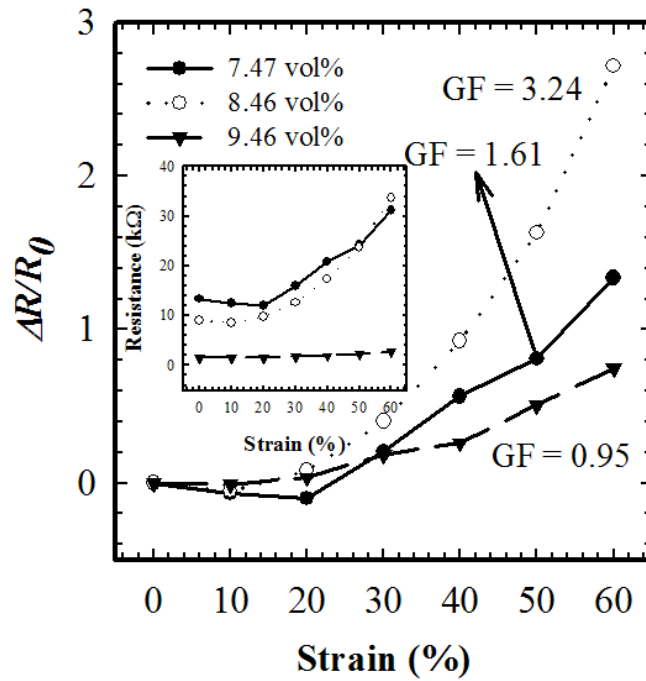 3
2
1
0
ΔR/R0
7.47 vol%
8.46 vol%
9.46 vol%
GF = 3.24
GF = 1.61
GF = 0.95
40
30
20
10
0
Resistance (kΩ)
0 10 20 30 40 50 60
Strain (%)
0 10 20 30 40 50 60
Strain (%)